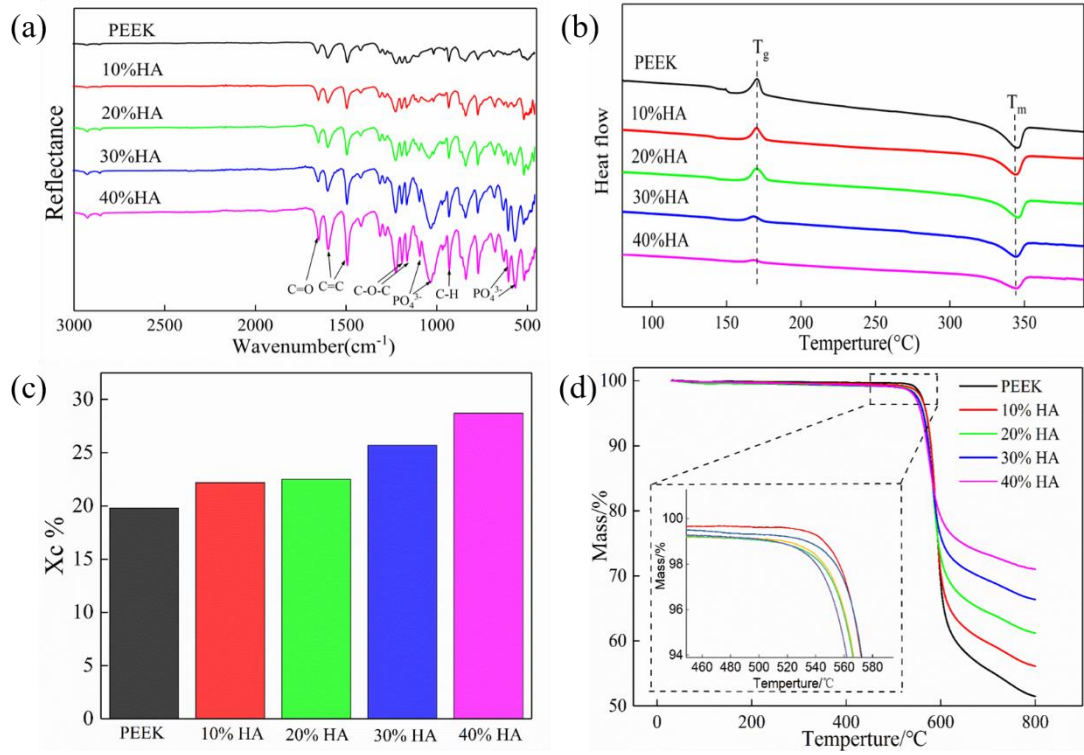 (a)
PEEK
10%HA
20%HA
30%HA
40%HA
Reflectance
C=O
C=C
C-O-C
PO₄³⁻
C-H
PO₄³⁻
3000 2500 2000 1500 1000 500
Wavenumber(cm⁻¹)
(b)
Tg
Tm
PEEK
10%HA
20%HA
30%HA
40%HA
Heat flow
100 150 200 250 300 350
Temperture(°C)
(c)
30
25
20
15
10
5
0
Xc %
PEEK 10% HA 20% HA 30% HA 40% HA
(d)
100
90
80
70
60
50
Mass/%
PEEK
10% HA
20% HA
30% HA
40% HA
100
98
96
94
Mass/%
460 480 500 520 540 560 580
Temperture/℃
0 200 400 600 800
Temperture/°C